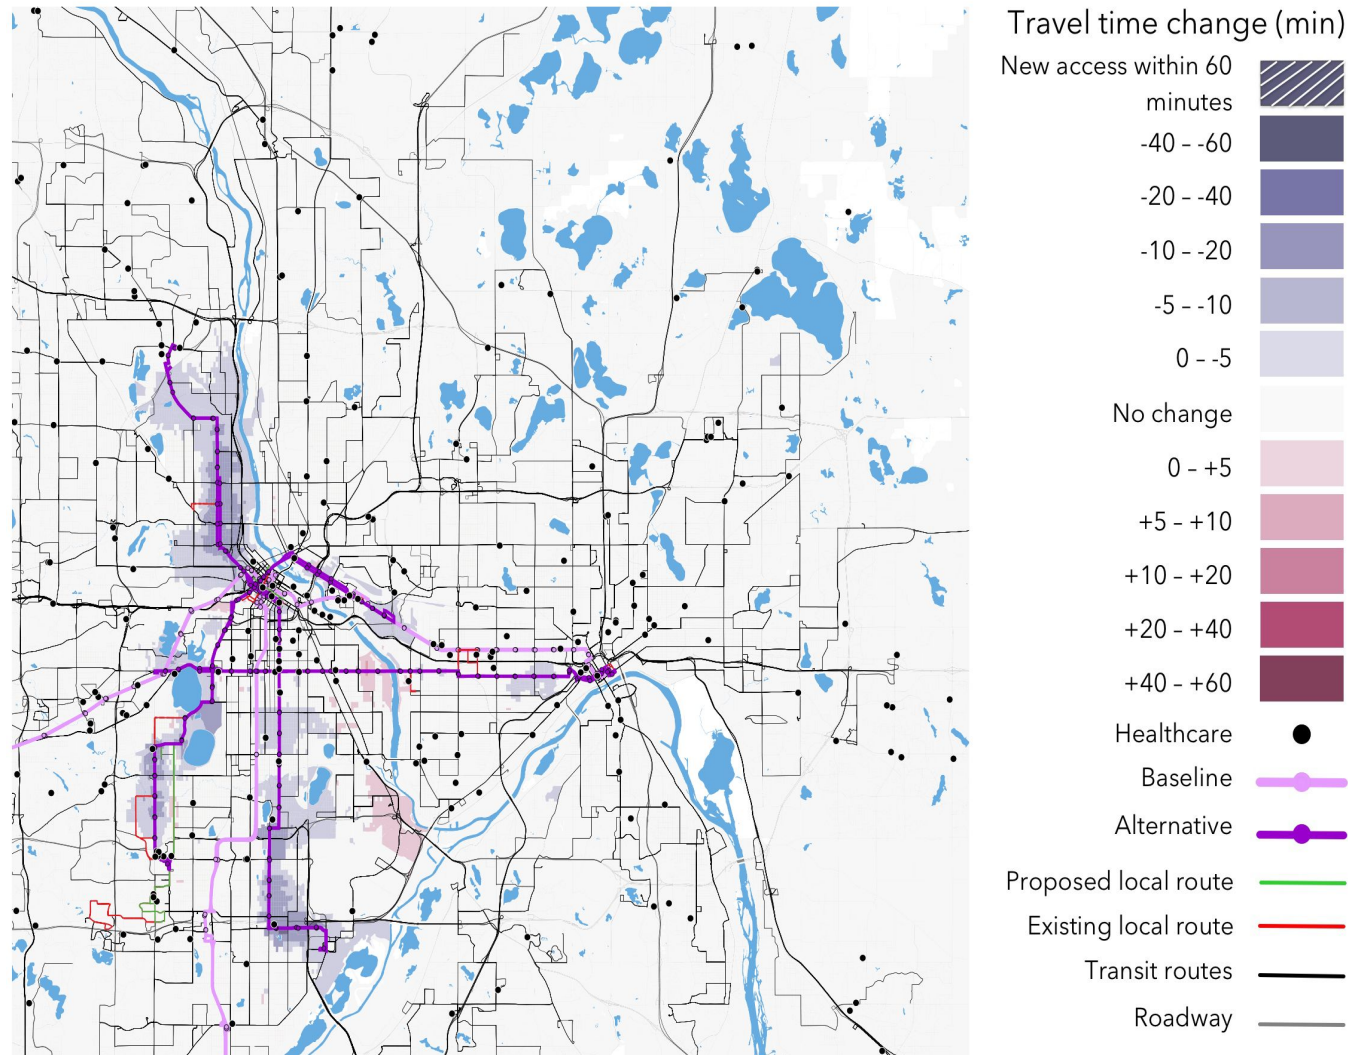 Travel time change (min)
New access within 60
minutes
-40 - -60
-20 - -40
-10 - -20
-5 - -10
0 - -5
No change
0 - +5
+5 - +10
+10 - +20
+20 - +40
+40 - +60
Healthcare
Baseline
Alternative
Proposed local route
Existing local route
Transit routes
Roadway